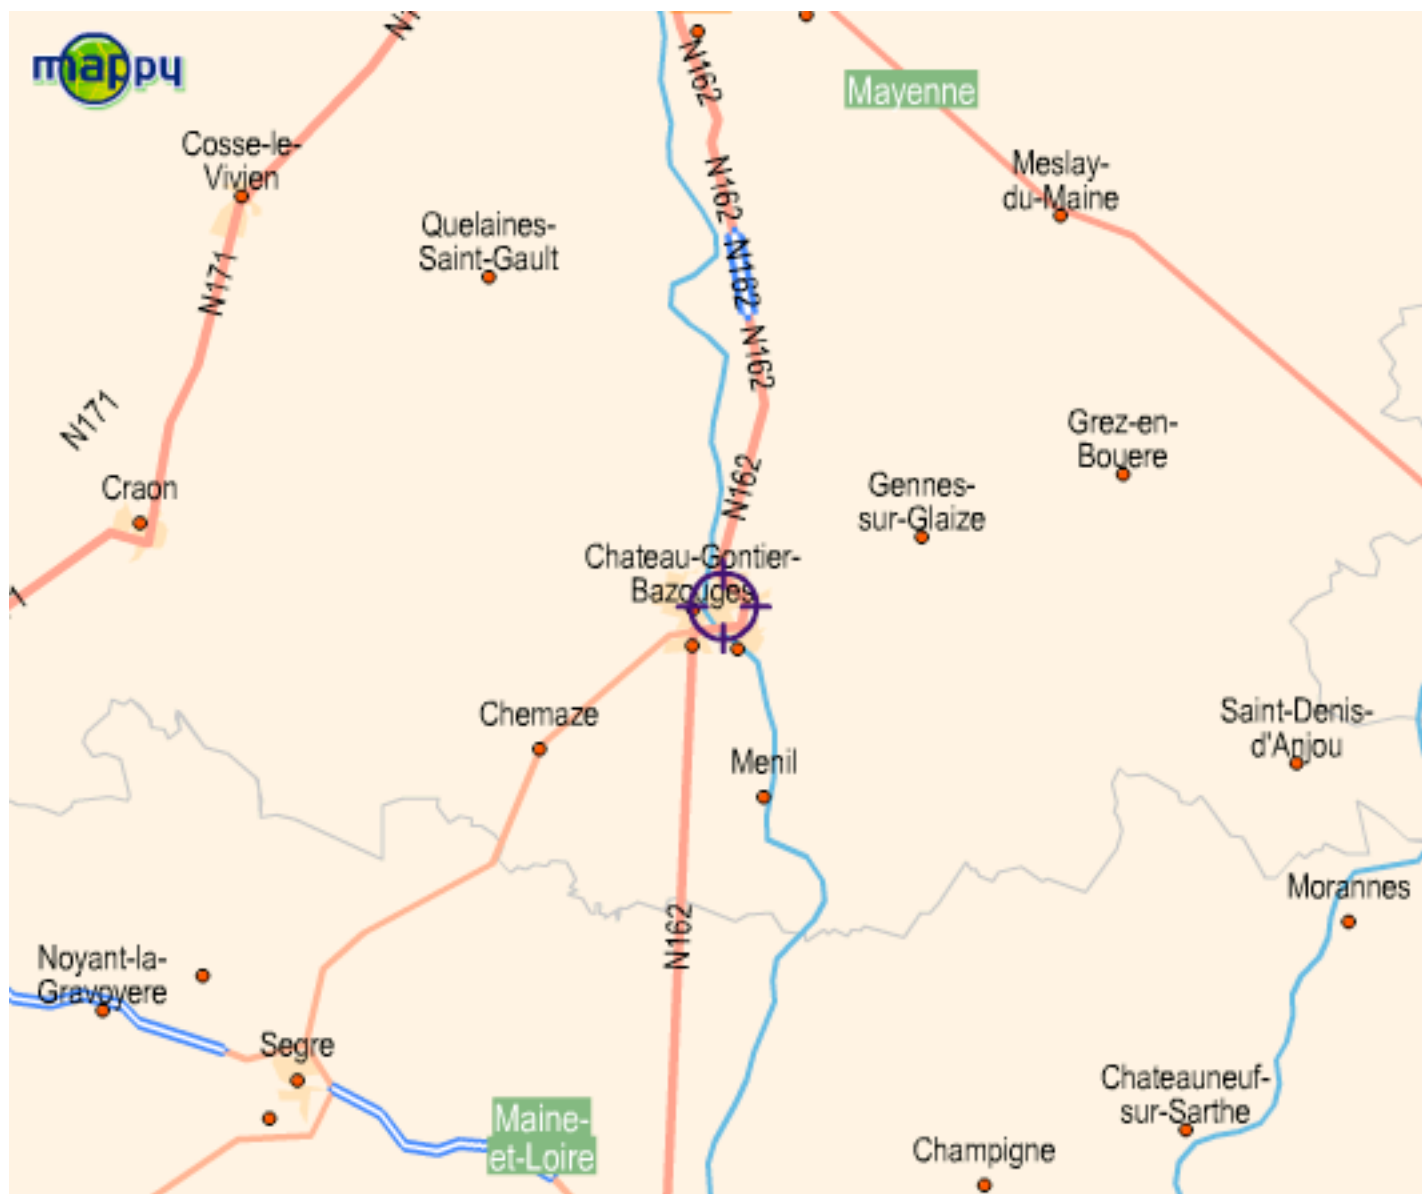 mappy
N1
N162
Mayenne
Cosse-le-
Vivien
Meslay-
du-Maine
N162
Quelaines-
Saint-Gault
N171
N162
N162
N171
Grez-en-
Bouere
Craon
N162
Gennes-
sur-Glaize
Chateau-Gontier-
Bazouges
1
Chemaze
Saint-Denis-
d'Anjou
Menil
Morannes
N162
Noyant-la-
Gravoyere
Segre
Chateauneuf-
sur-Sarthe
Maine-
et-Loire
Champigne